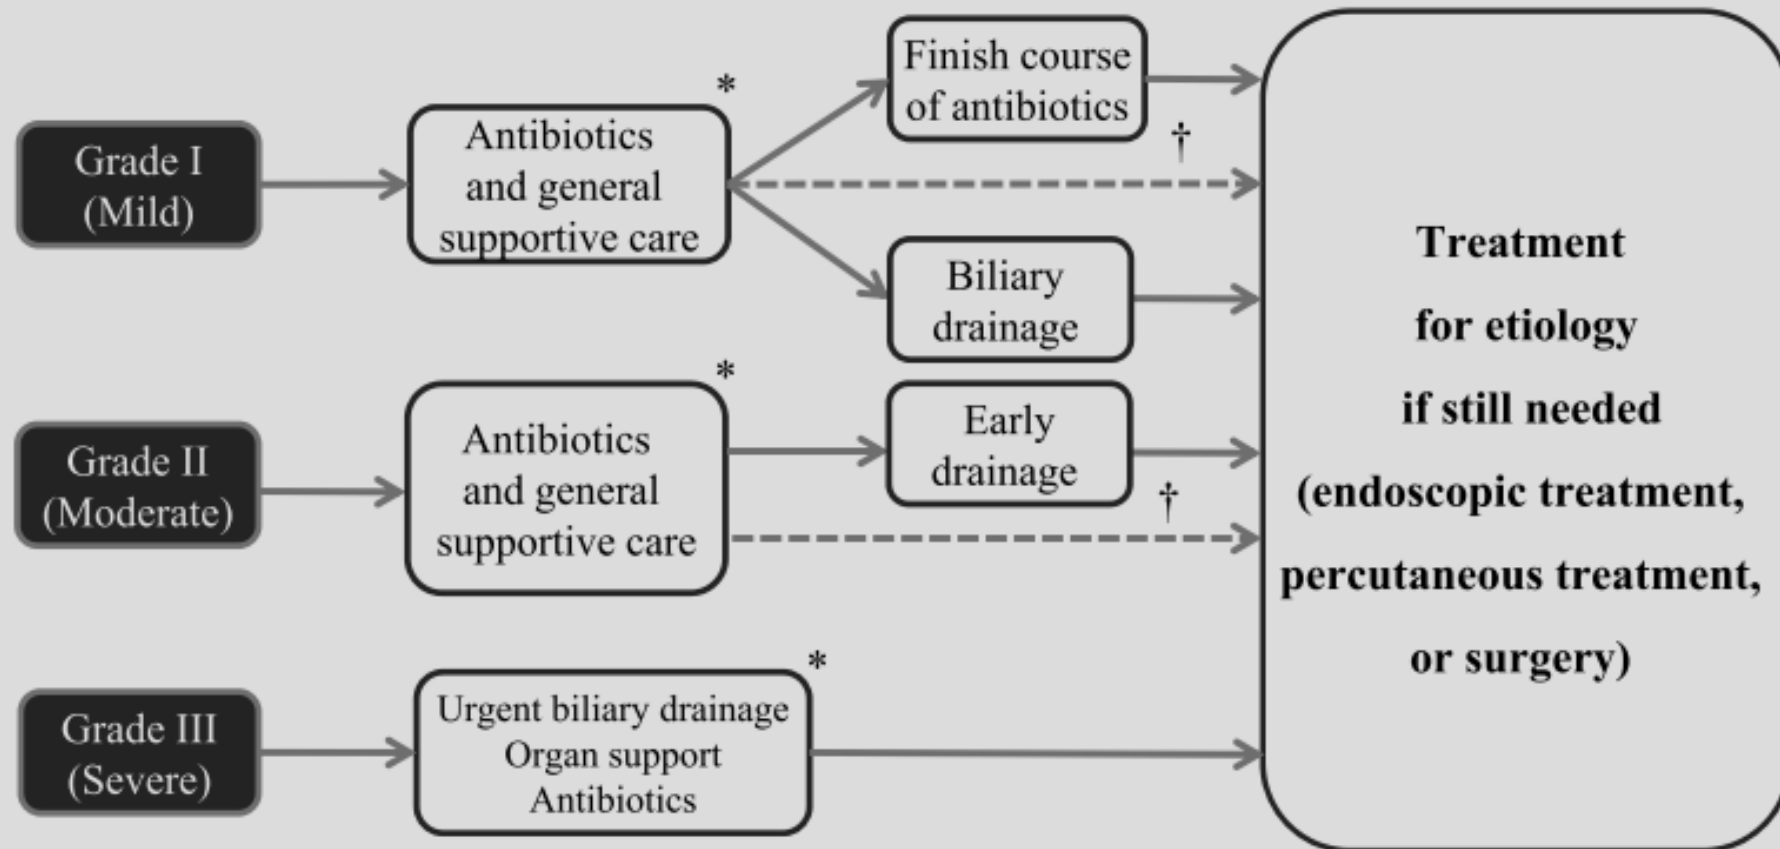 Grade I
(Mild)
*
Antibiotics
and general
supportive care
Finish course
of antibiotics
†
Biliary
drainage
Grade II
(Moderate)
*
Antibiotics
and general
supportive care
Early
drainage
†
Grade III
(Severe)
*
Urgent biliary drainage
Organ support
Antibiotics
Treatment
for etiology
if still needed
(endoscopic treatment,
percutaneous treatment,
or surgery)